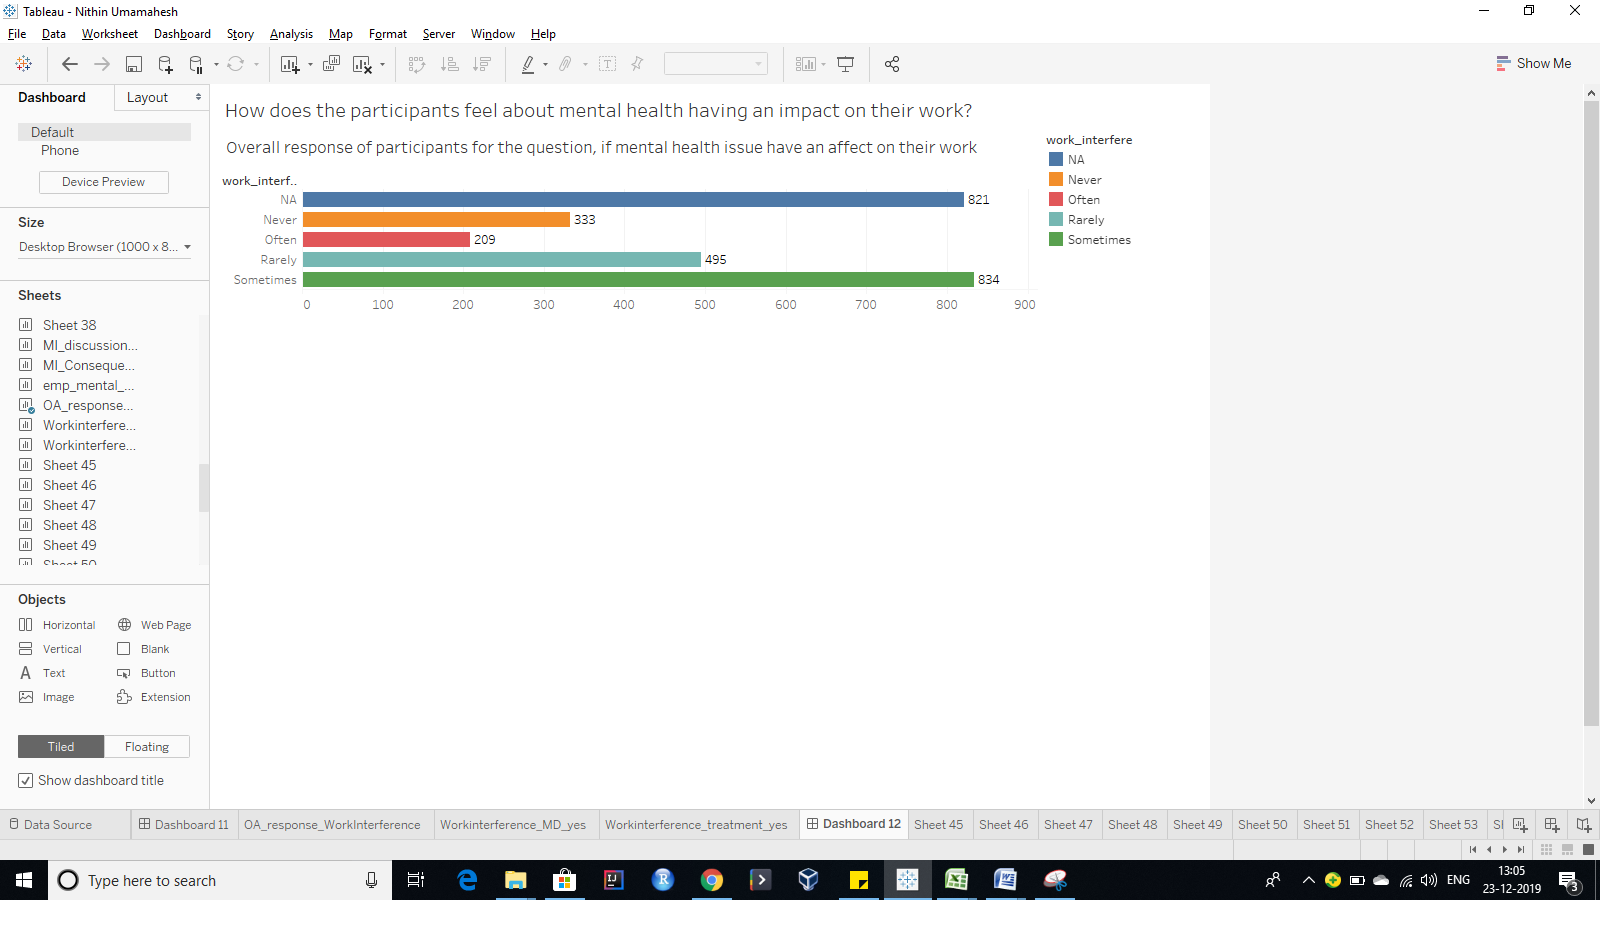 Tableau - Nithin Umamahesh
File Data Worksheet Dashboard Story Analysis Map Format Server Window Help
Show Me
Dashboard Layout
Default
Phone
Device Preview
Size
Desktop Browser (1000 x 8...
Sheets
Sheet 38
MI_discussion...
MI_Conseque...
emp_mental_...
OA_response...
Workinterfere...
Workinterfere...
Sheet 45
Sheet 46
Sheet 47
Sheet 48
Sheet 49
Sheet 50
Objects
Horizontal Web Page
Vertical Blank
Text Button
Image Extension
Tiled Floating
Show dashboard title
How does the participants feel about mental health having an impact on their work?
Overall response of participants for the question, if mental health issue have an affect on their work
work_interf..
NA 821
Never 333
Often 209
Rarely 495
Sometimes 834
0 100 200 300 400 500 600 700 800 900
work_interfere
NA
Never
Often
Rarely
Sometimes
Data Source Dashboard 11 OA_response_WorkInterference Workinterference_MD_yes Workinterference_treatment_yes Dashboard 12 Sheet 45 Sheet 46 Sheet 47 Sheet 48 Sheet 49 Sheet 50 Sheet 51 Sheet 52 Sheet 53
Type here to search
ENG
13:05
23-12-2019
3